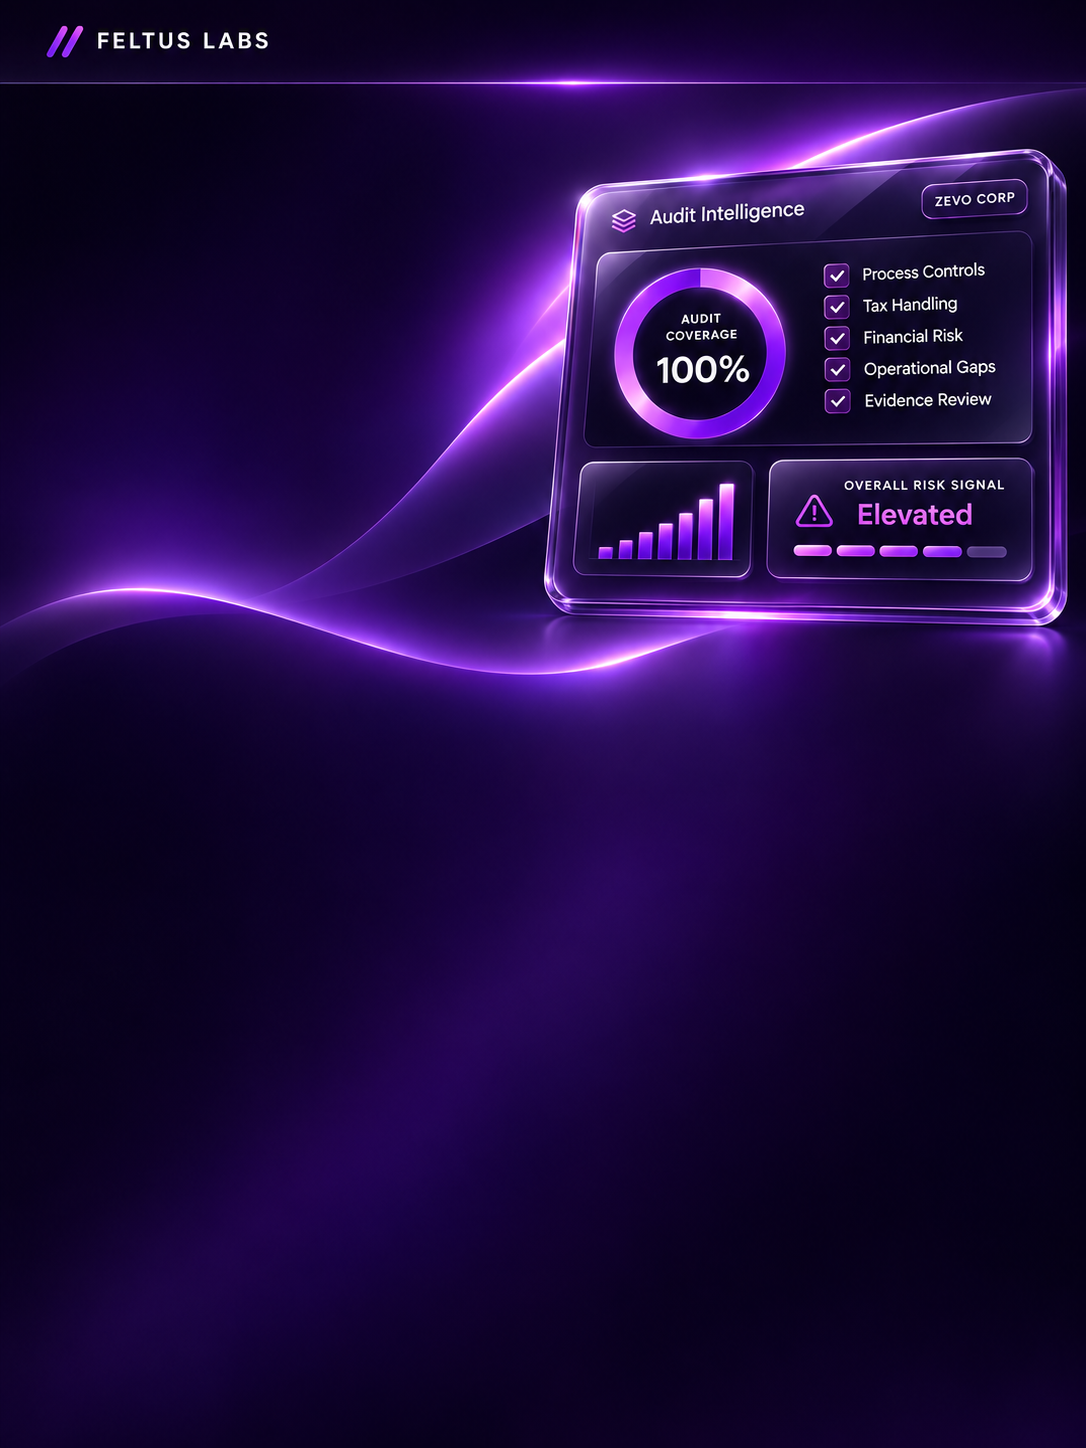 FELTUS LABS
Audit Intelligence
ZEVO CORP
AUDIT
COVERAGE
100%
Process Controls
Tax Handling
Financial Risk
Operational Gaps
Evidence Review
OVERALL RISK SIGNAL
Elevated